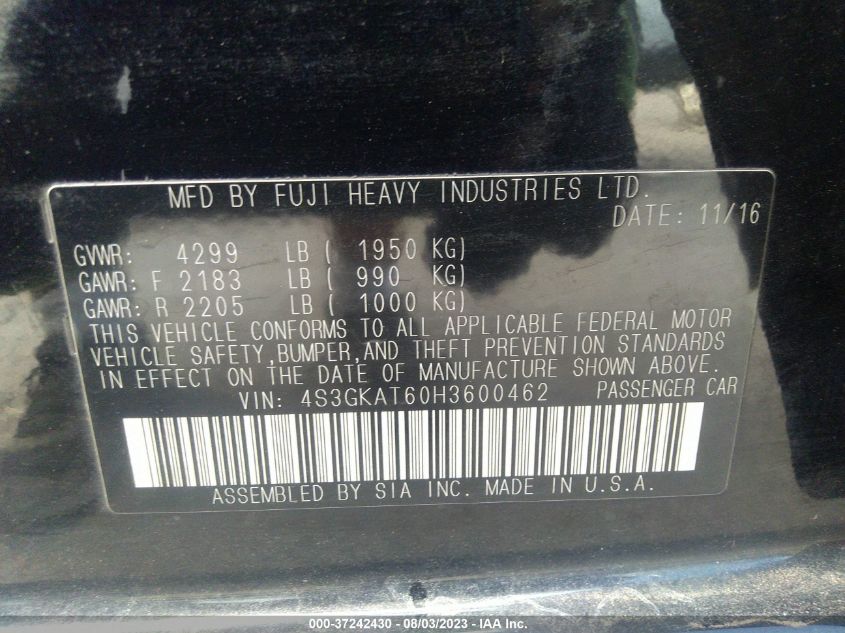 MFD BY FUJI HEAVY INDUSTRIES LTD.
DATE: 11/16
GVWR: 4299 LB ( 1950 KG)
GAWR: F 2183 LB ( 990 KG)
GAWR: R 2205 LB ( 1000 KG)
THIS VEHICLE CONFORMS TO ALL APPLICABLE FEDERAL MOTOR
VEHICLE SAFETY,BUMPER,AND THEFT PREVENTION STANDARDS
IN EFFECT ON THE DATE OF MANUFACTURE SHOWN ABOVE.
VIN: 4S3GKAT60H3600462 PASSENGER CAR
ASSEMBLED BY SIA INC. MADE IN U.S.A.
000-37242430 - 08/03/2023 - IAA Inc.